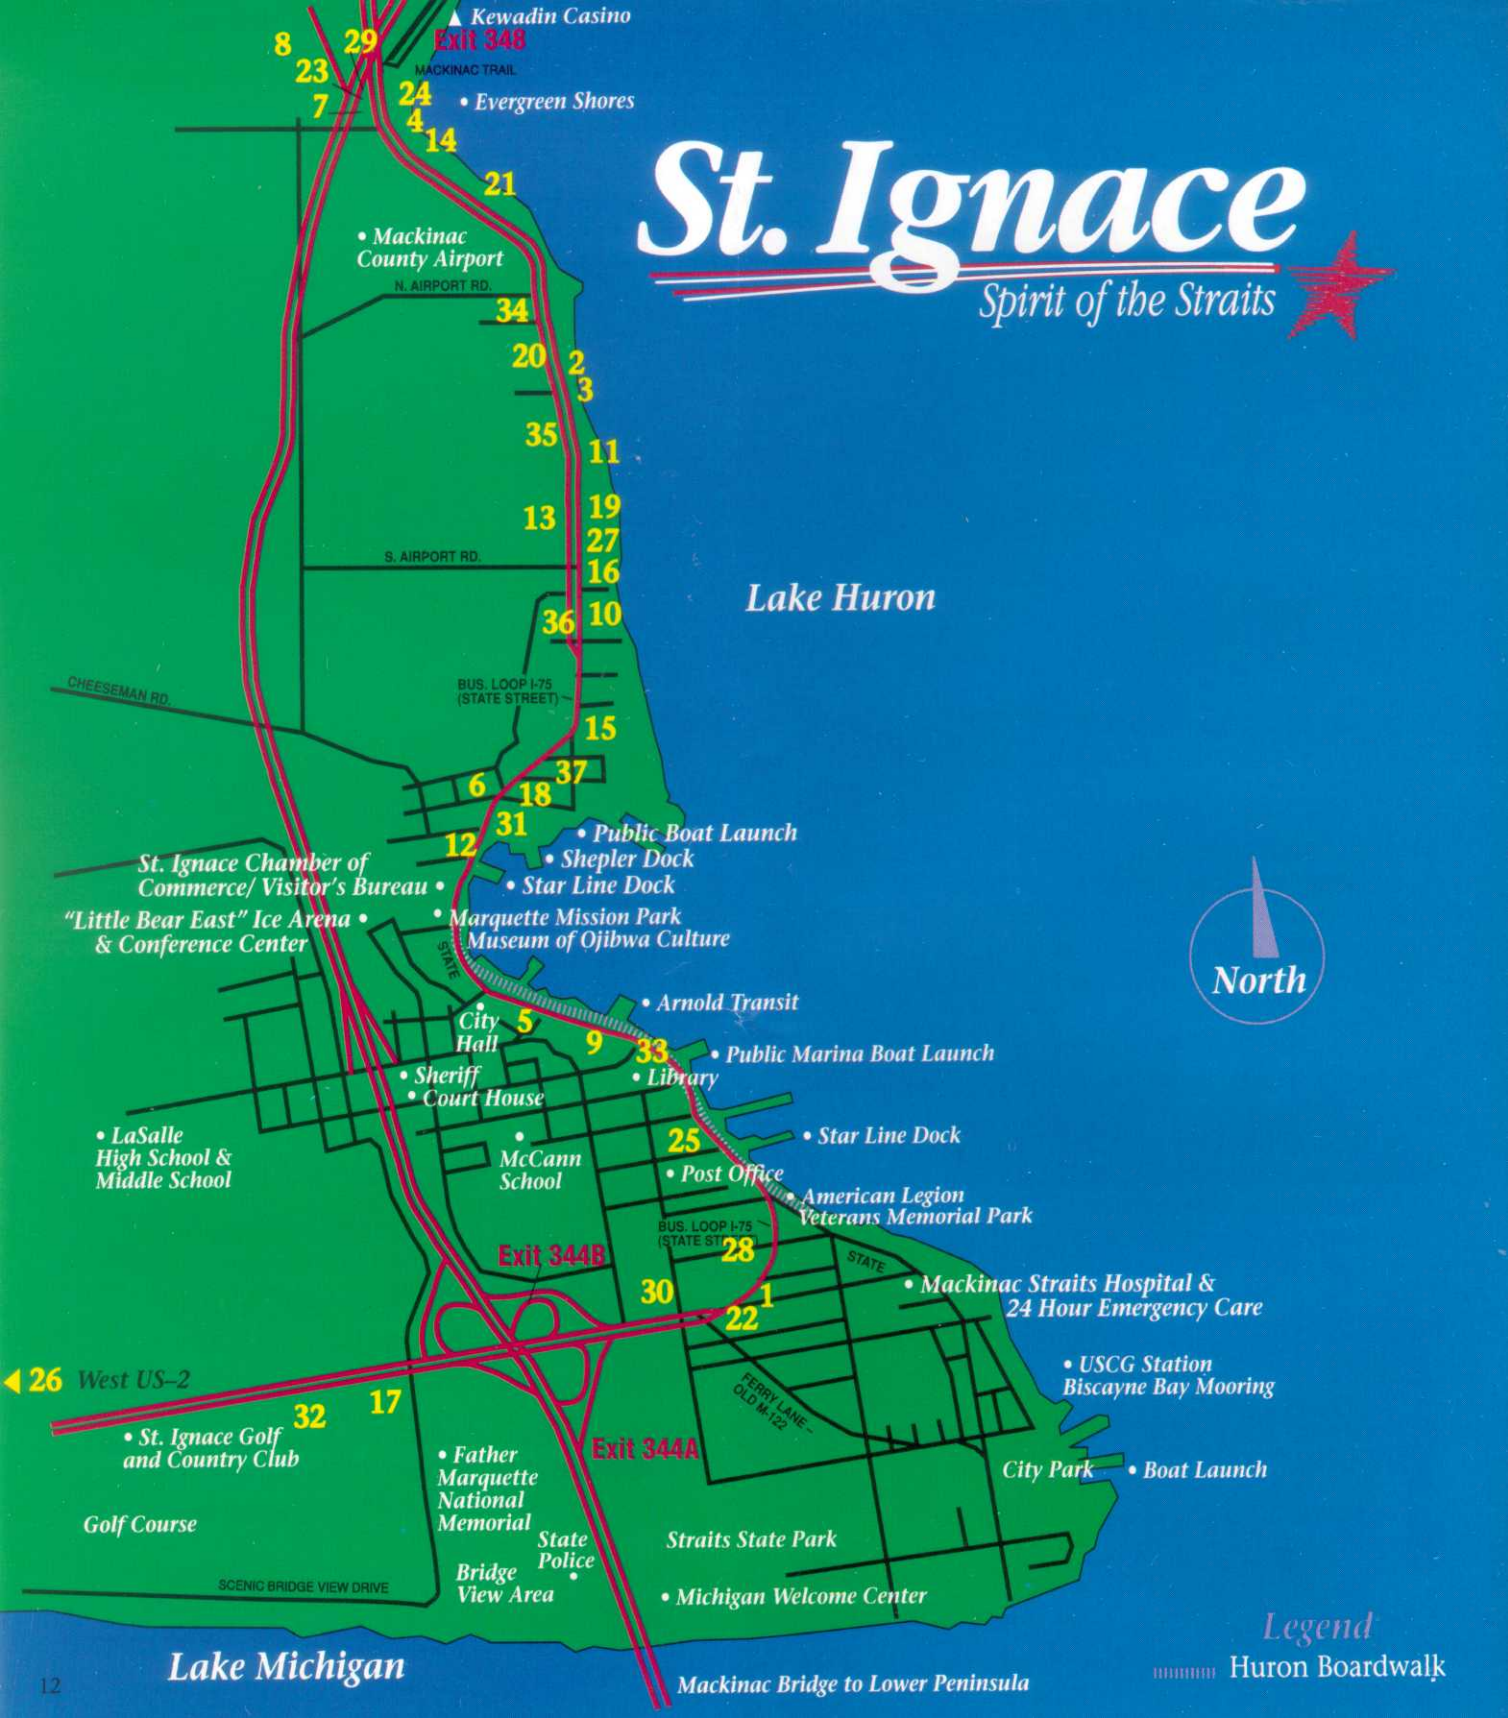 Kewadin Casino
Exit 348
8
29
23
MACKINAC TRAIL
7
24
• Evergreen Shores
4
14
21
St. Ignace
Spirit of the Straits
• Mackinac
County Airport
N. AIRPORT RD.
34
20
2
3
35
11
13
19
27
S. AIRPORT RD.
16
36
10
Lake Huron
CHEESEMAN RD.
BUS. LOOP I-75
(STATE STREET)
15
37
6
18
31
12
• Public Boat Launch
• Shepler Dock
• Star Line Dock
St. Ignace Chamber of
Commerce/ Visitor's Bureau •
"Little Bear East" Ice Arena •
& Conference Center
• Marquette Mission Park
Museum of Ojibwa Culture
STATE
North
• Arnold Transit
City
Hall
5
9
33
• Public Marina Boat Launch
• Sheriff
• Court House
• Library
• LaSalle
High School &
Middle School
McCann
School
25
• Star Line Dock
• Post Office
• American Legion
Veterans Memorial Park
BUS. LOOP I-75
(STATE STREET)
28
STATE
Exit 344B
30
1
22
• Mackinac Straits Hospital &
24 Hour Emergency Care
26 West US–2
17
32
• USCG Station
Biscayne Bay Mooring
FERRY LANE
OLD M-122
• St. Ignace Golf
and Country Club
Exit 344A
• Father
Marquette
National
Memorial
City Park
• Boat Launch
Golf Course
State
Police
Straits State Park
Bridge
View Area
SCENIC BRIDGE VIEW DRIVE
• Michigan Welcome Center
Lake Michigan
Mackinac Bridge to Lower Peninsula
Legend
Huron Boardwalk
12